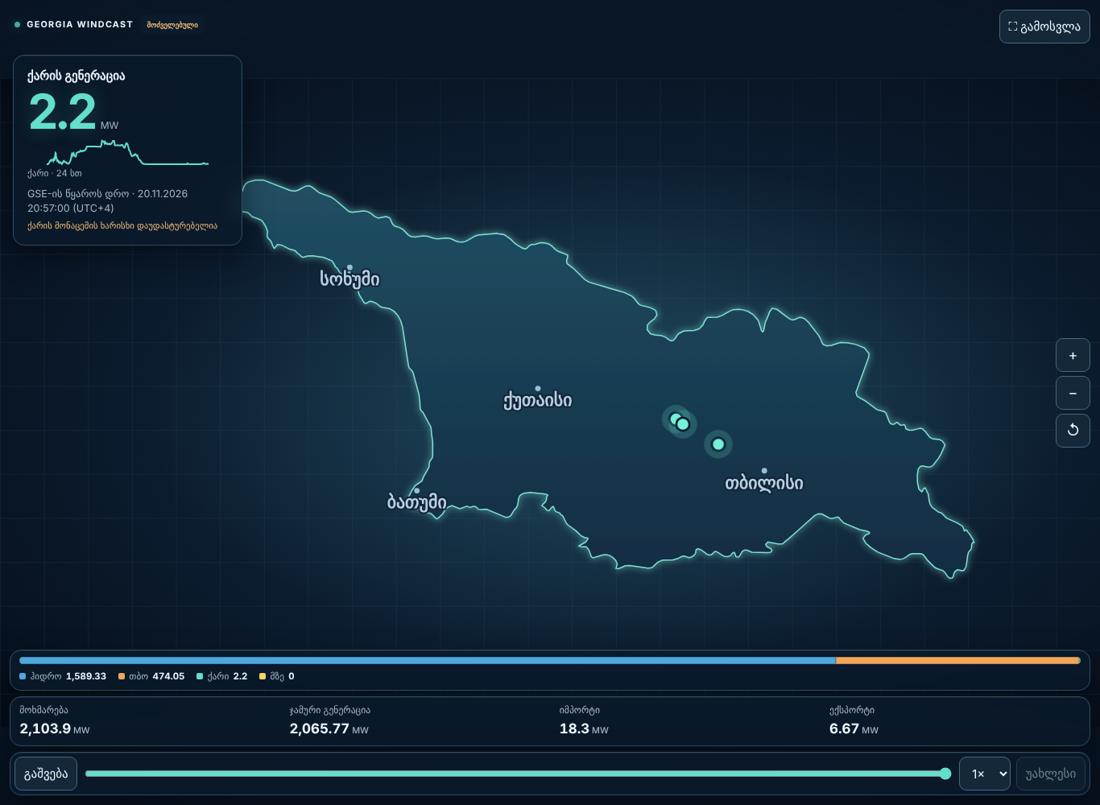 GEORGIA WINDCAST მოძველებული
გამოსვლა
ქარის გენერაცია
2.2 MW
ქარი · 24 სთ
GSE-ის წყაროს დრო · 20.11.2026
20:57:00 (UTC+4)
ქარის მონაცემის ხარისხი დაუდასტურებელია
სოხუმი
ქუთაისი
თბილისი
ბათუმი
+
−
ჰიდრო 1,589.33 თბო 474.05 ქარი 2.2 მზე 0
მოხმარება ჯამური გენერაცია იმპორტი ექსპორტი
2,103.9 MW 2,065.77 MW 18.3 MW 6.67 MW
გაშვება 1× უახლესი